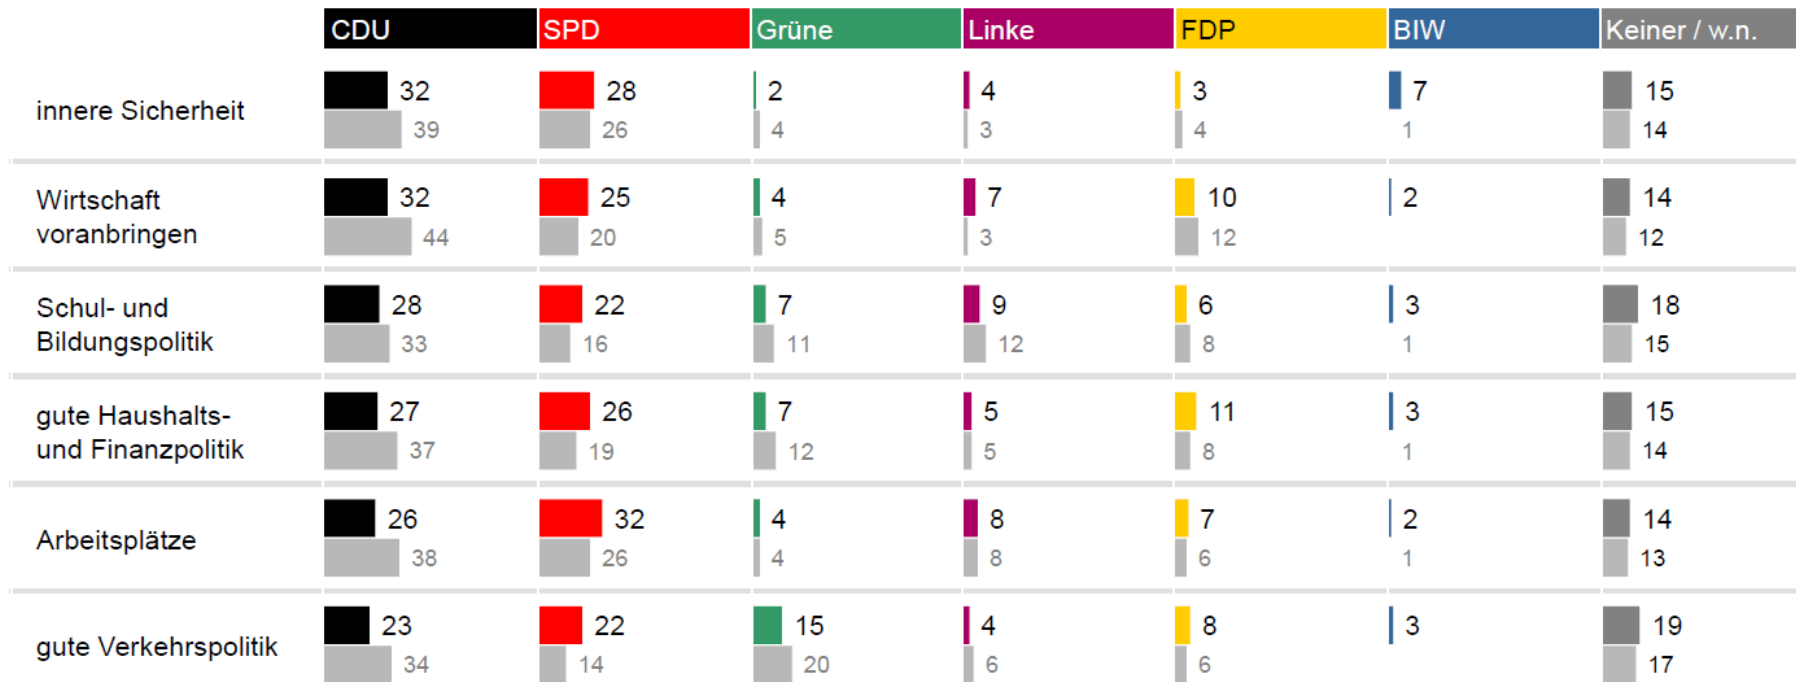 CDU SPD Grüne Linke FDP BIW Keiner / w.n.
innere Sicherheit
32 28 2 4 3 7 15
39 26 4 3 4 1 14
Wirtschaft
voranbringen
32 25 4 7 10 2 14
44 20 5 3 12 12
Schul- und
Bildungspolitik
28 22 7 9 6 3 18
33 16 11 12 8 1 15
gute Haushalts-
und Finanzpolitik
27 26 7 5 11 3 15
37 19 12 5 8 1 14
Arbeitsplätze
26 32 4 8 7 2 14
38 26 4 8 6 1 13
gute Verkehrspolitik
23 22 15 4 8 3 19
34 14 20 6 6 17